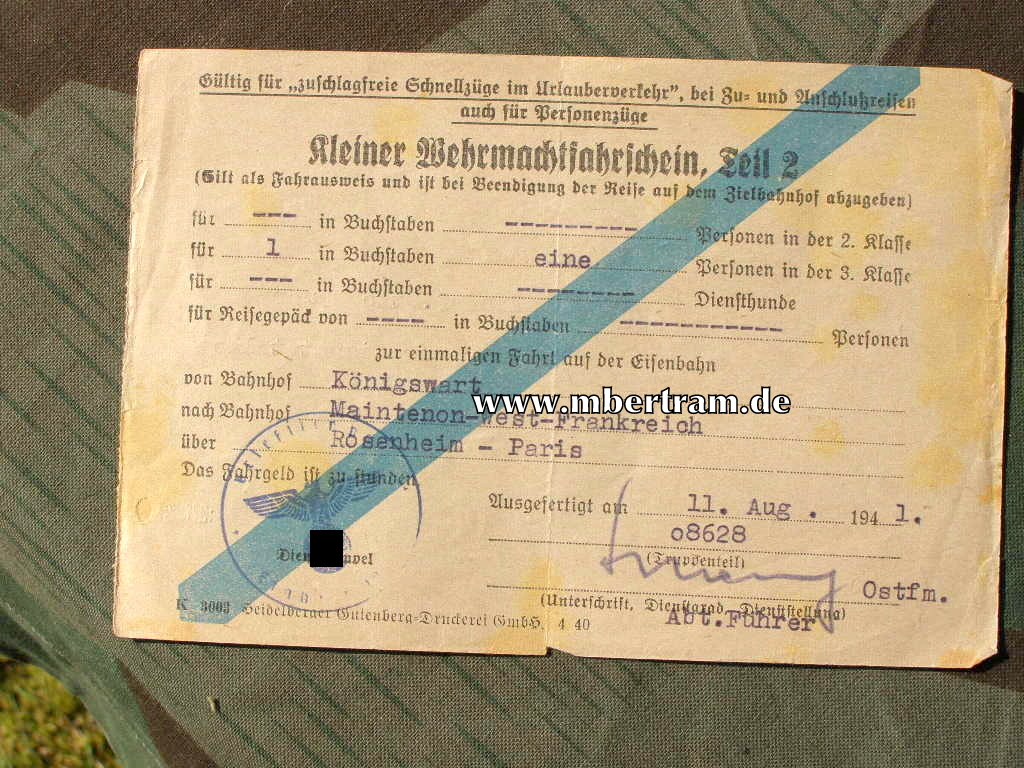 Gültig für „zuschlagfreie Schnellzüge im Urlauberverkehr", bei Zu- und Anschlußreisen
auch für Personenzüge
Kleiner Wehrmachtfahrschein, Teil 2
(Gilt als Fahrausweis und ist bei Beendigung der Reise auf dem Zielbahnhof abzugeben)
für --- in Buchstaben --------- Personen in der 2. Klasse
für 1 in Buchstaben eine Personen in der 3. Klasse
für --- in Buchstaben -------- Diensthunde
für Reisegepäck von ---- in Buchstaben ----------- Personen
zur einmaligen Fahrt auf der Eisenbahn
von Bahnhof Königswart
www.mbertram.de
nach Bahnhof Maintenon-West-Frankreich
über Rosenheim - Paris
Das Fahrgeld ist zu stunden
Ausgefertigt am 11. Aug. 1941.
o8628
(Truppenteil)
Ostfm.
(Unterschrift, Dienstgrad, Dienststellung)
Abt.Führer
K 3003 Heidelberger Gutenberg-Druckerei GmbH. 4 40